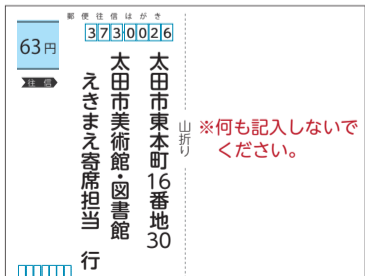 郵便往信はがき
63円
3730026
往信
太田市東本町16番地30
太田市美術館・図書館
えきまえ寄席担当 行
山折り
※何も記入しないで
ください。